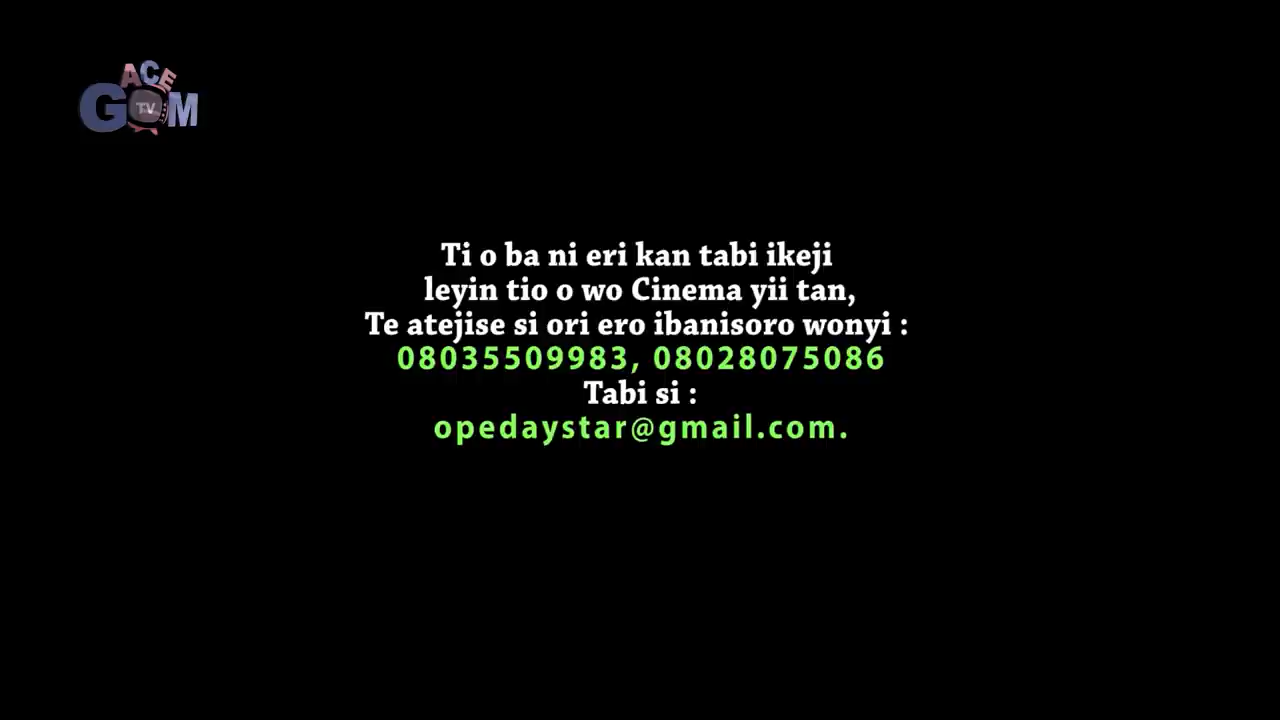 ACE
GOM
TV
Ti o ba ni eri kan tabi ikeji
leyin tio o wo Cinema yii tan,
Te atejise si ori ero ibanisoro wonyi :
08035509983, 08028075086
Tabi si :
opedaystar@gmail.com.